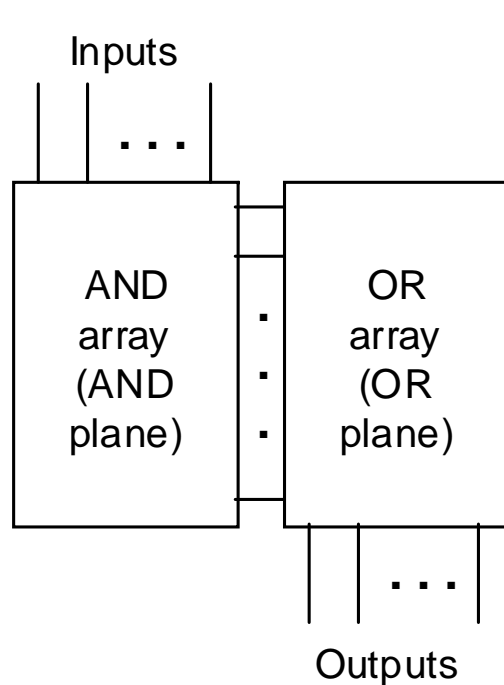 Inputs
AND
array
(AND
plane)
OR
array
(OR
plane)
Outputs